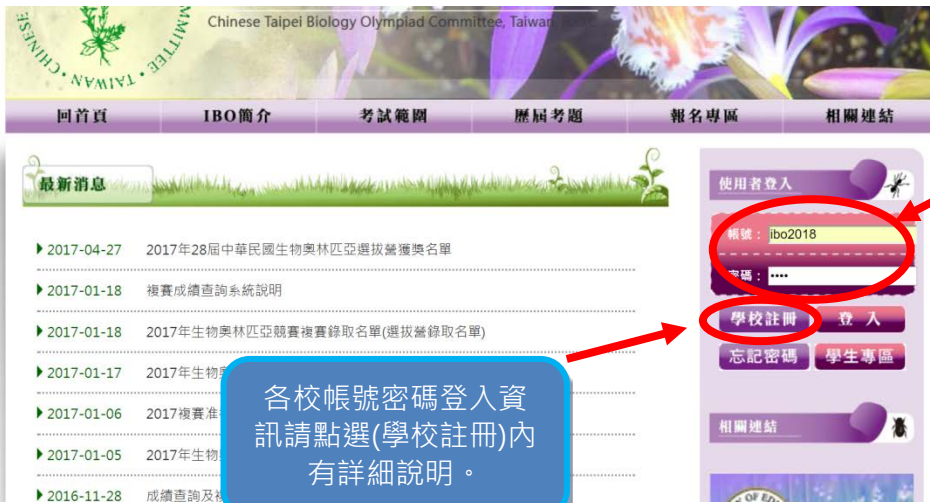 Chinese Taipei Biology Olympiad Committee, Taiwan
CHINESE
MMITTEE.
TAIWAN
回首頁 IBO簡介 考試範圍 歷屆考題 報名專區 相關連結
最新消息
2017-04-27 2017年28屆中華民國生物奧林匹亞選拔營獲獎名單
2017-01-18 複賽成績查詢系統說明
2017-01-18 2017年生物奧林匹亞競賽複賽錄取名單(選拔營錄取名單)
2017-01-17 2017年生物
2017-01-06 2017複賽准
2017-01-05 2017年生物
2016-11-28 成績查詢及
各校帳號密碼登入資
訊請點選(學校註冊)內
有詳細說明。
使用者登入
帳號： ibo2018
密碼： ••••
學校註冊 登入
忘記密碼 學生專區
相關連結